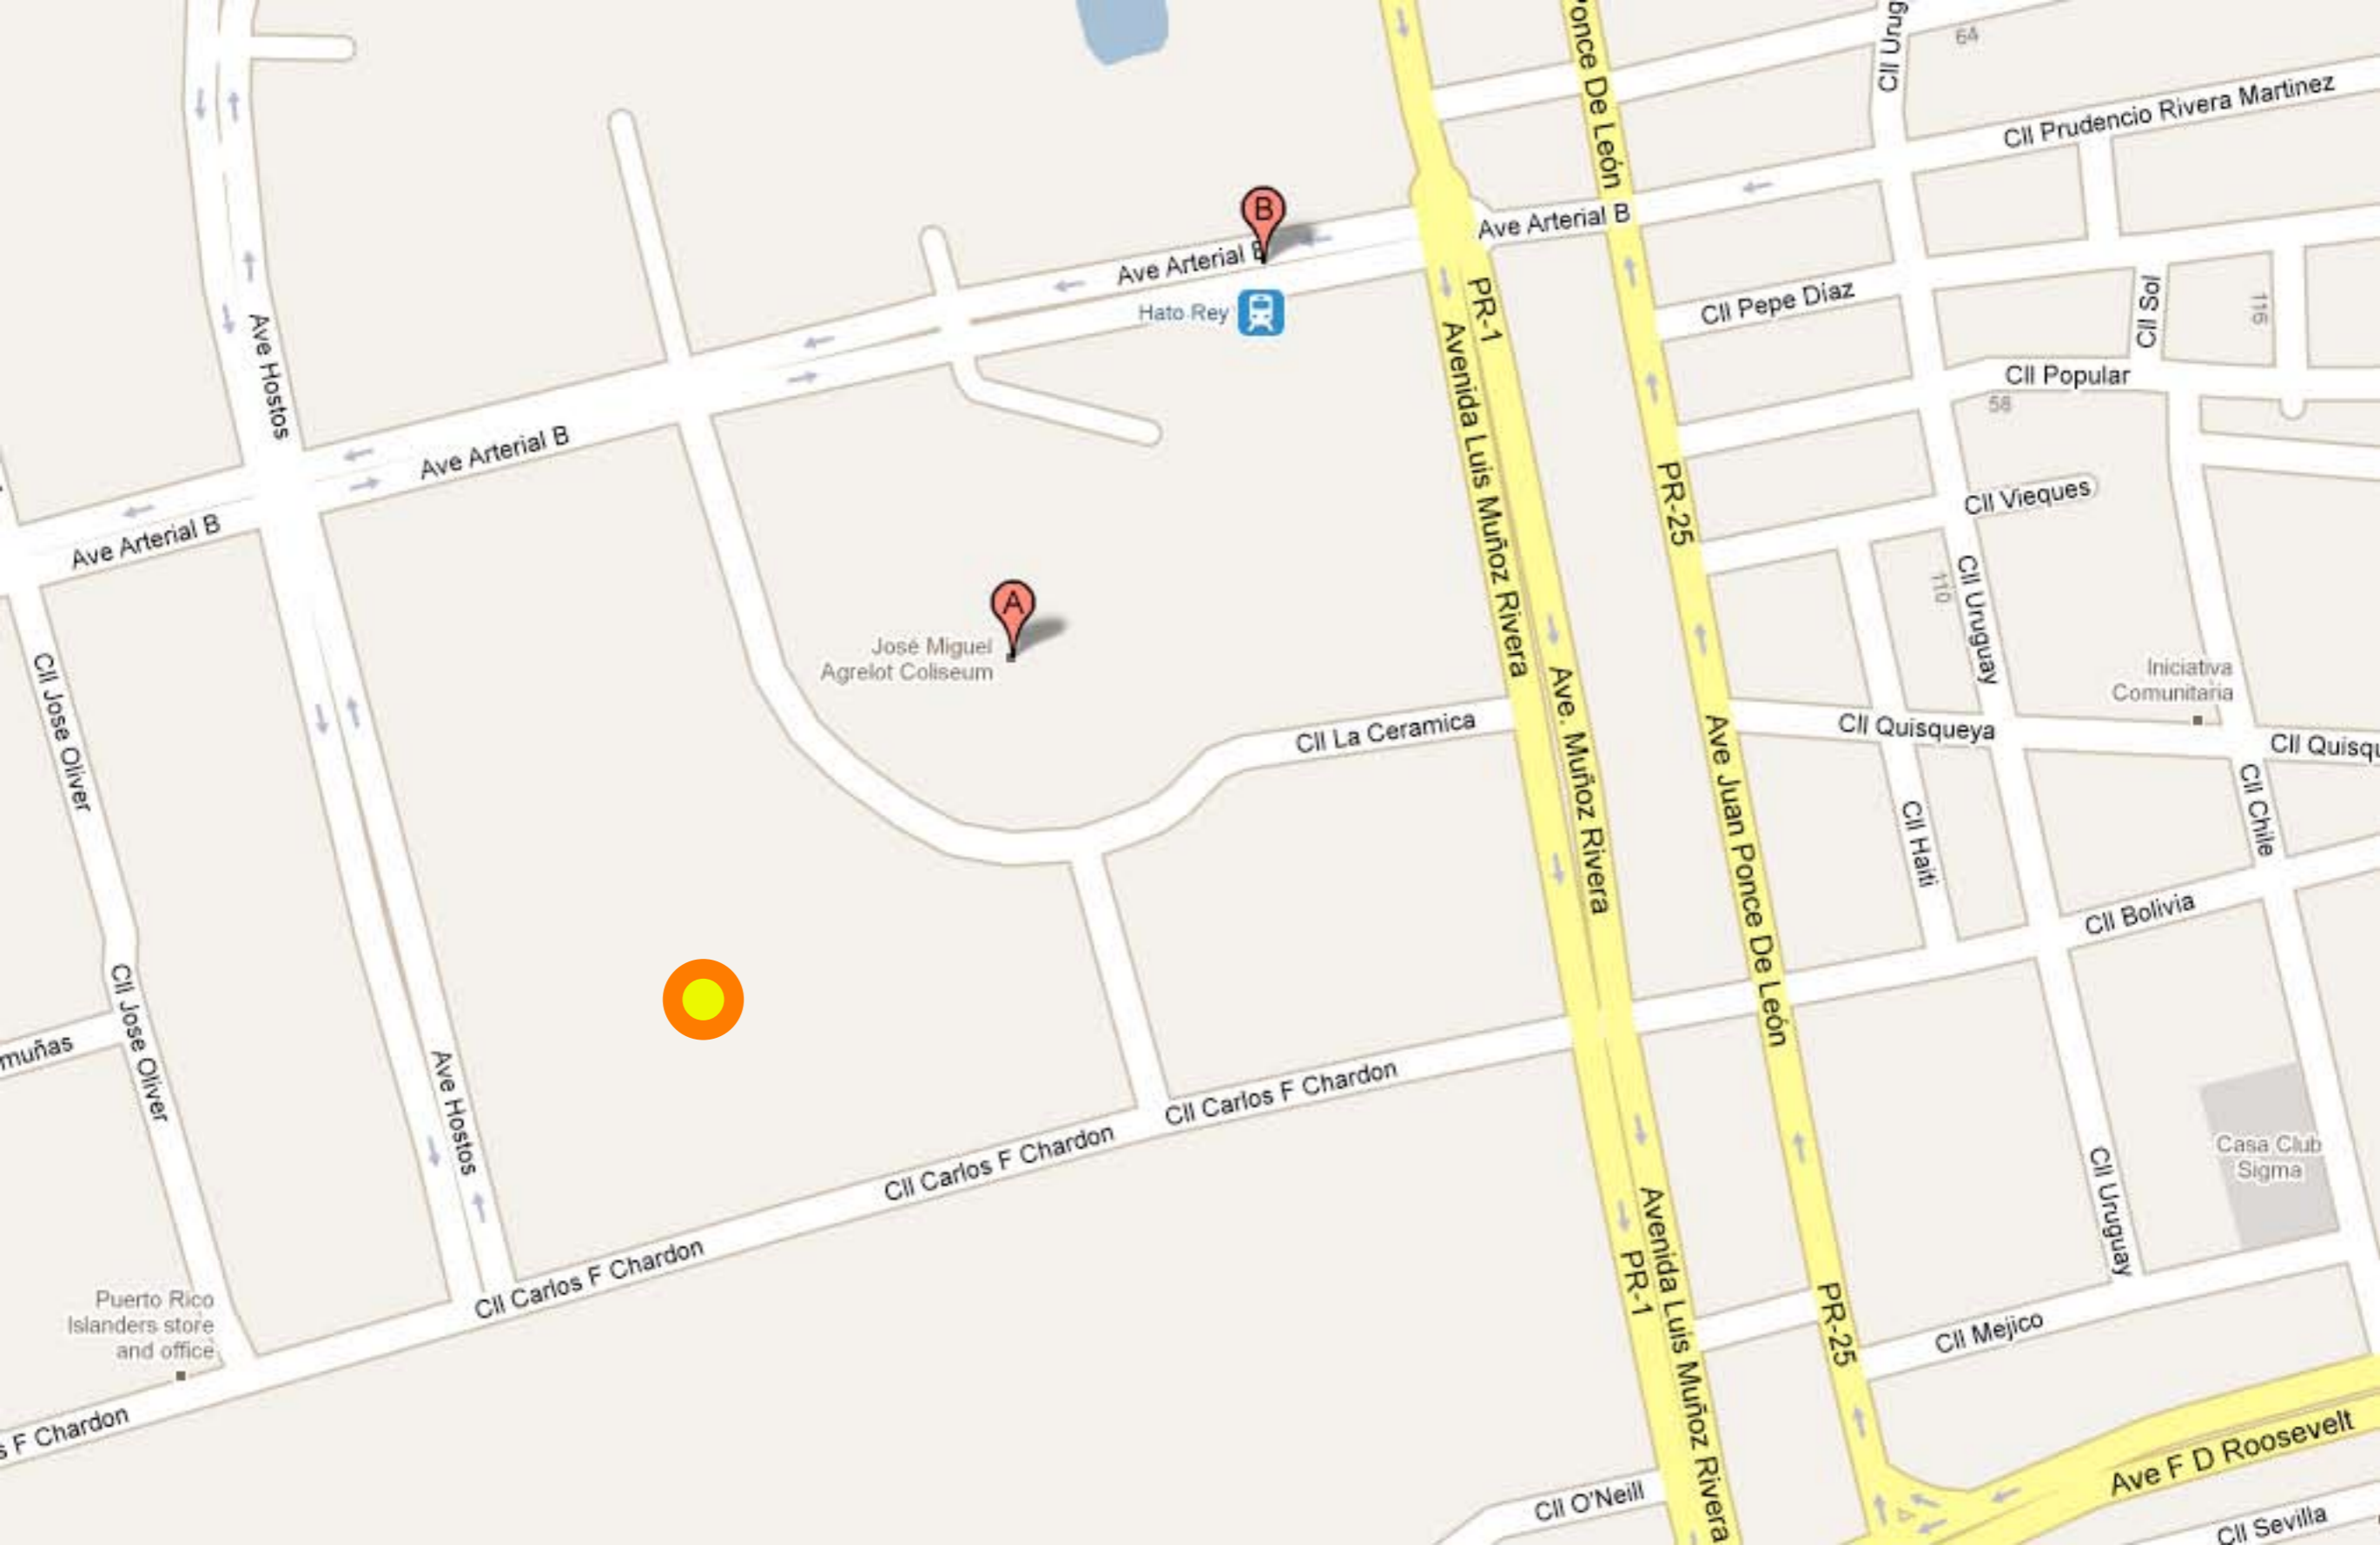 Cll Urug
64
Ponce De León
Cll Prudencio Rivera Martinez
B
Ave Arterial B
Ave Arterial B
Hato Rey
PR-1
Cll Pepe Díaz
Cll Sol
116
Ave Hostos
Avenida Luis Muñoz Rivera
Cll Popular
58
Ave Arterial B
PR-25
Cll Vieques
Ave Arterial B
110
Cll Uruguay
A
José Miguel
Agrelot Coliseum
Cll Jose Oliver
Ave. Muñoz Rivera
Iniciativa
Comunitaria
Cll La Ceramica
Cll Quisqueya
Cll Quisqu
Ave Juan Ponce De León
Cll Chile
Cll Haiti
Cll Bolivia
Cll Jose Oliver
muñas
Ave Hostos
Cll Carlos F Chardon
Cll Carlos F Chardon
Casa Club
Sigma
Cll Uruguay
Avenida Luis Muñoz Rivera
PR-1
Cll Carlos F Chardon
Puerto Rico
Islanders store
and office
PR-25
Cll Mejico
s F Chardon
Ave F D Roosevelt
Cll O'Neill
Cll Sevilla